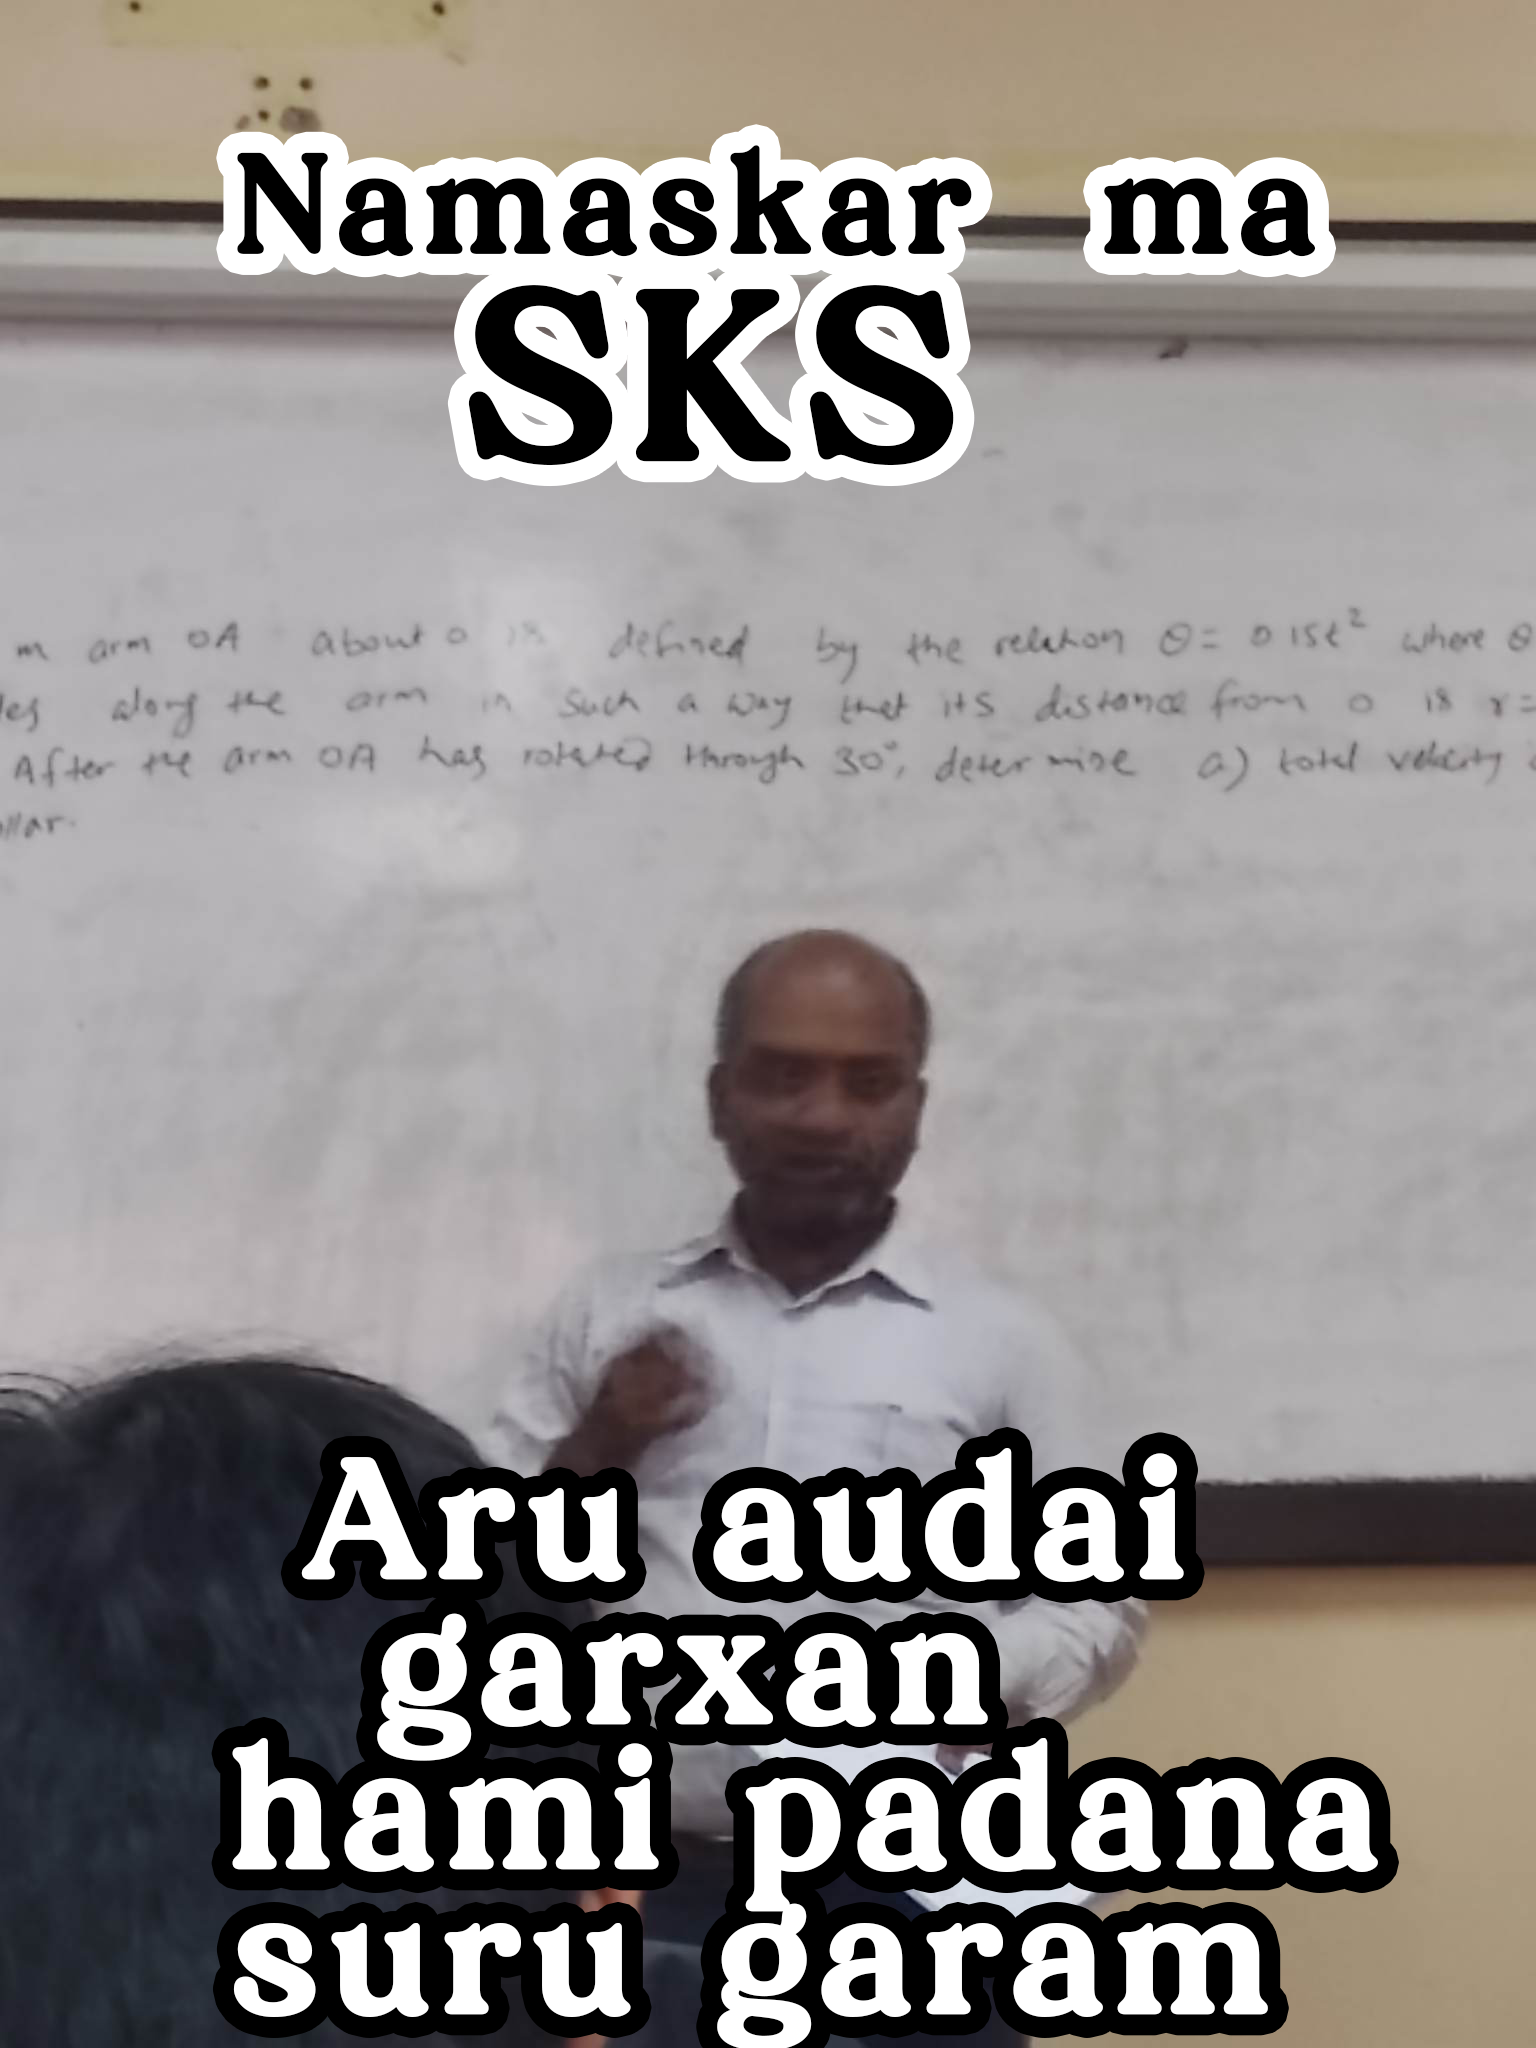 Namaskar ma
SKS
m arm OA about O is defined by the relation θ = 0.15t² where θ
along the arm in such a way that its distance from O is r =
After the arm OA has rotated through 30°, determine a) total velocity
ollar.
Aru audai
garxan
hami padana
suru garam